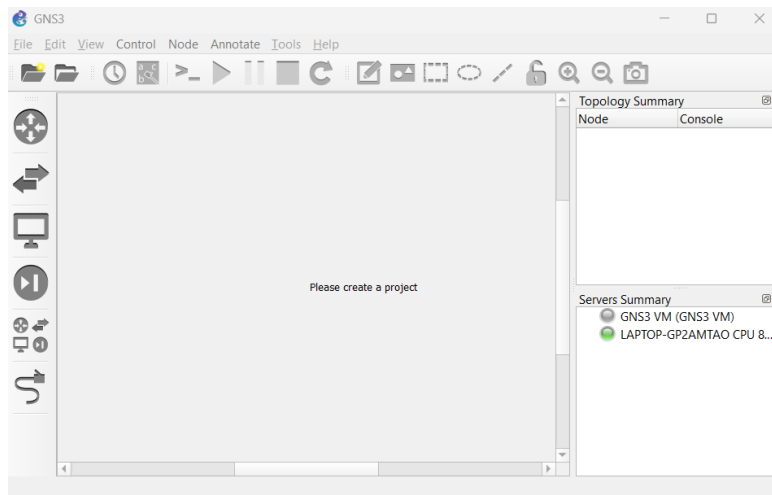 GNS3
File Edit View Control Node Annotate Tools Help
Topology Summary
Node Console
Please create a project
Servers Summary
GNS3 VM (GNS3 VM)
LAPTOP-GP2AMTAO CPU 8...